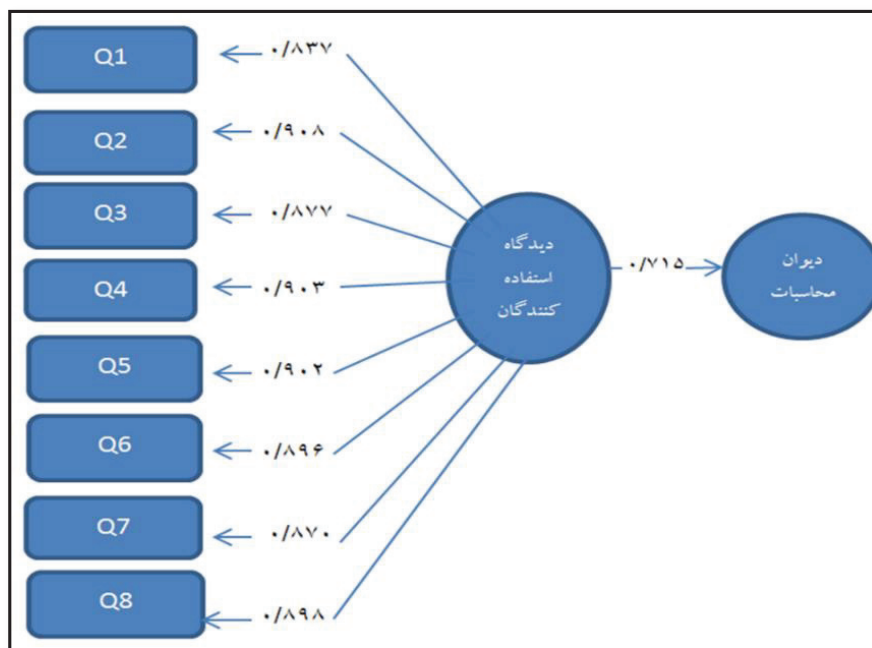 Q1
۰/۸۳۷
Q2
۰/۹۰۸
Q3
۰/۸۷۷
Q4
۰/۹۰۳
Q5
۰/۹۰۲
Q6
۰/۸۹۶
Q7
۰/۸۷۰
Q8
۰/۸۹۸
دیدگاه
استفاده
کنندگان
۰/۷۱۵
دیوان
محاسبات